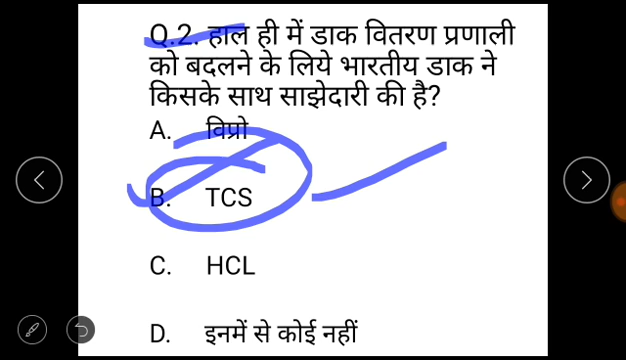 Q.2. हाल ही में डाक वितरण प्रणाली
को बदलने के लिये भारतीय डाक ने
किसके साथ साझेदारी की है?
A. विप्रो
B. TCS
C. HCL
D. इनमें से कोई नहीं